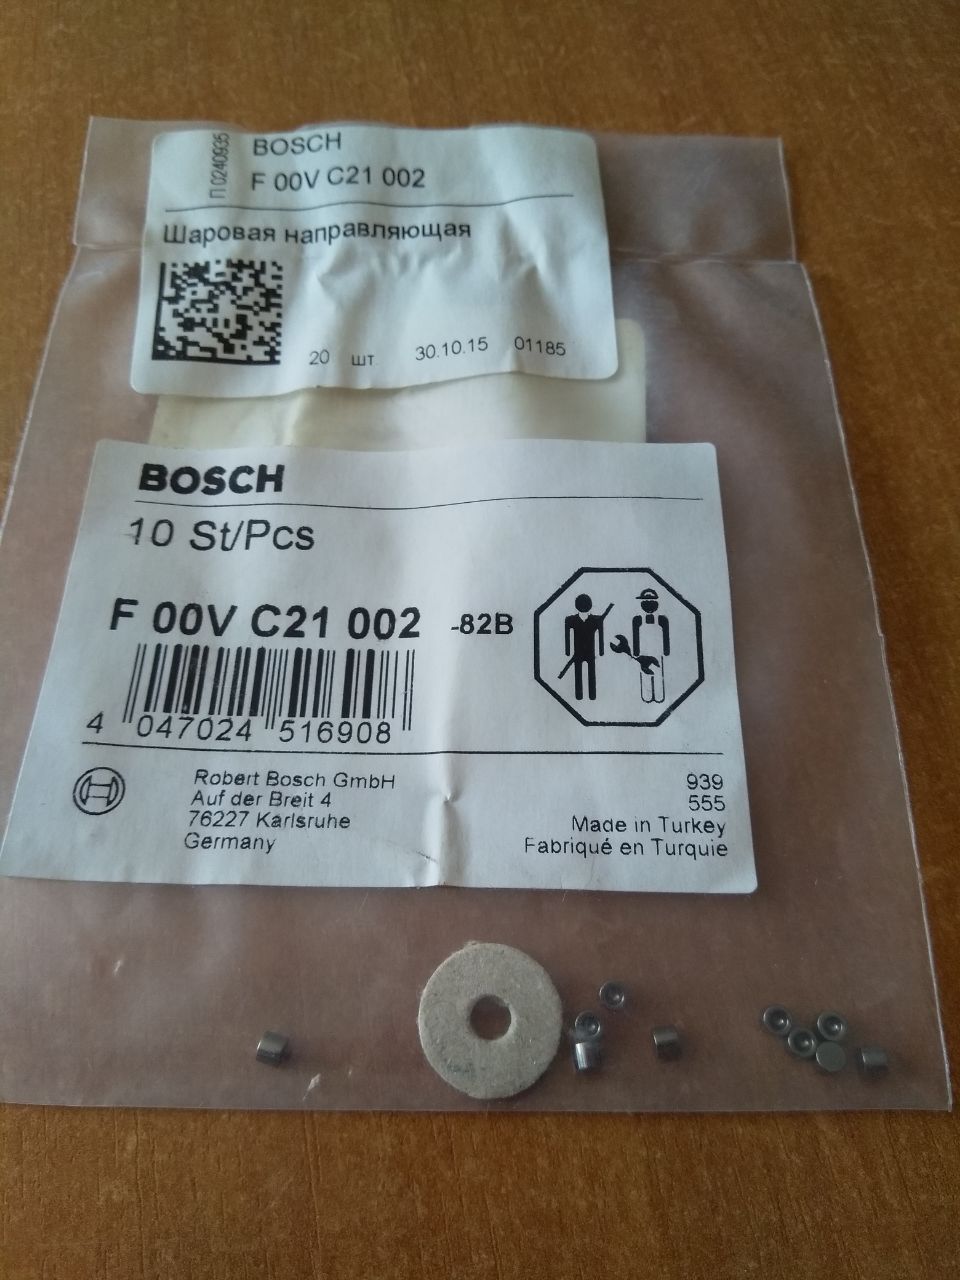 П 0240935
BOSCH
F 00V C21 002
Шаровая направляющая
20 шт. 30.10.15 01185
BOSCH
10 St/Pcs
F 00V C21 002 -82B
4 047024 516908
Robert Bosch GmbH
Auf der Breit 4
76227 Karlsruhe
Germany
939
555
Made in Turkey
Fabriqué en Turquie